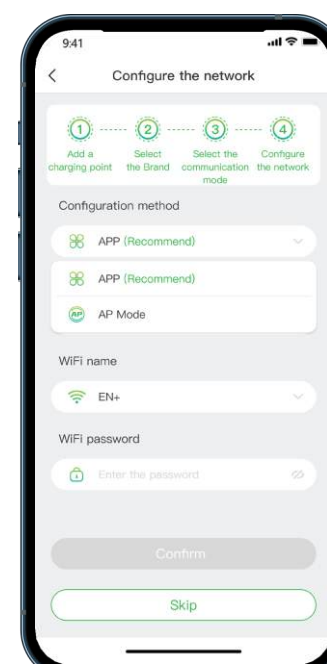 9:41
Configure the network
1 2 3 4
Add a Select Select the Configure
charging point the Brand communication the network
mode
Configuration method
APP (Recommend)
APP (Recommend)
AP AP Mode
WiFi name
EN+
WiFi password
Enter the password
Confirm
Skip